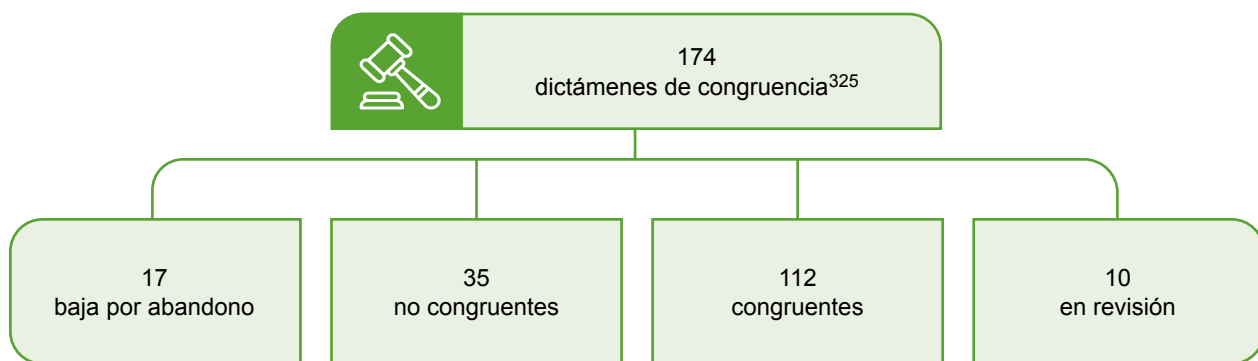 174
dictámenes de congruencia325
17
baja por abandono
35
no congruentes
112
congruentes
10
en revisión